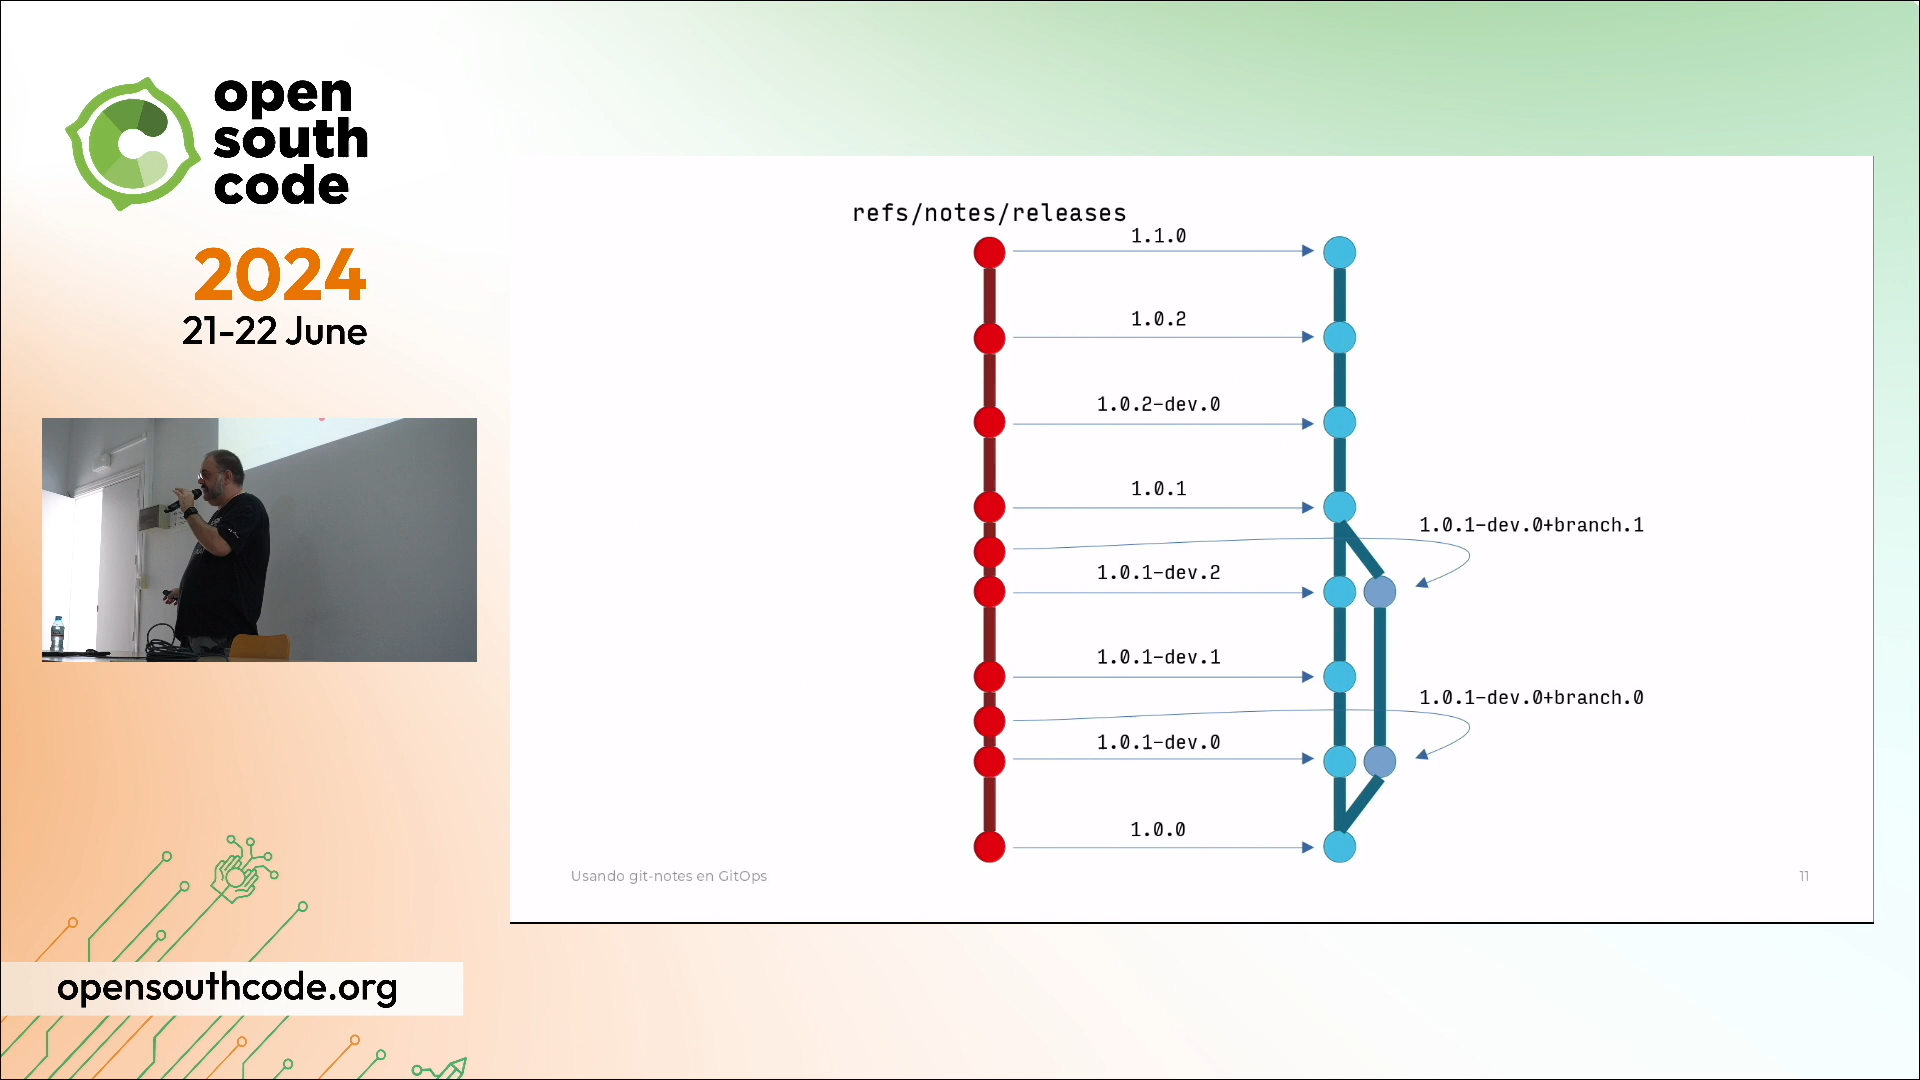 open
south
code
2024
21-22 June
refs/notes/releases
1.1.0
1.0.2
1.0.2-dev.0
1.0.1
1.0.1-dev.0+branch.1
1.0.1-dev.2
1.0.1-dev.1
1.0.1-dev.0+branch.0
1.0.1-dev.0
1.0.0
Usando git-notes en GitOps
11
opensouthcode.org